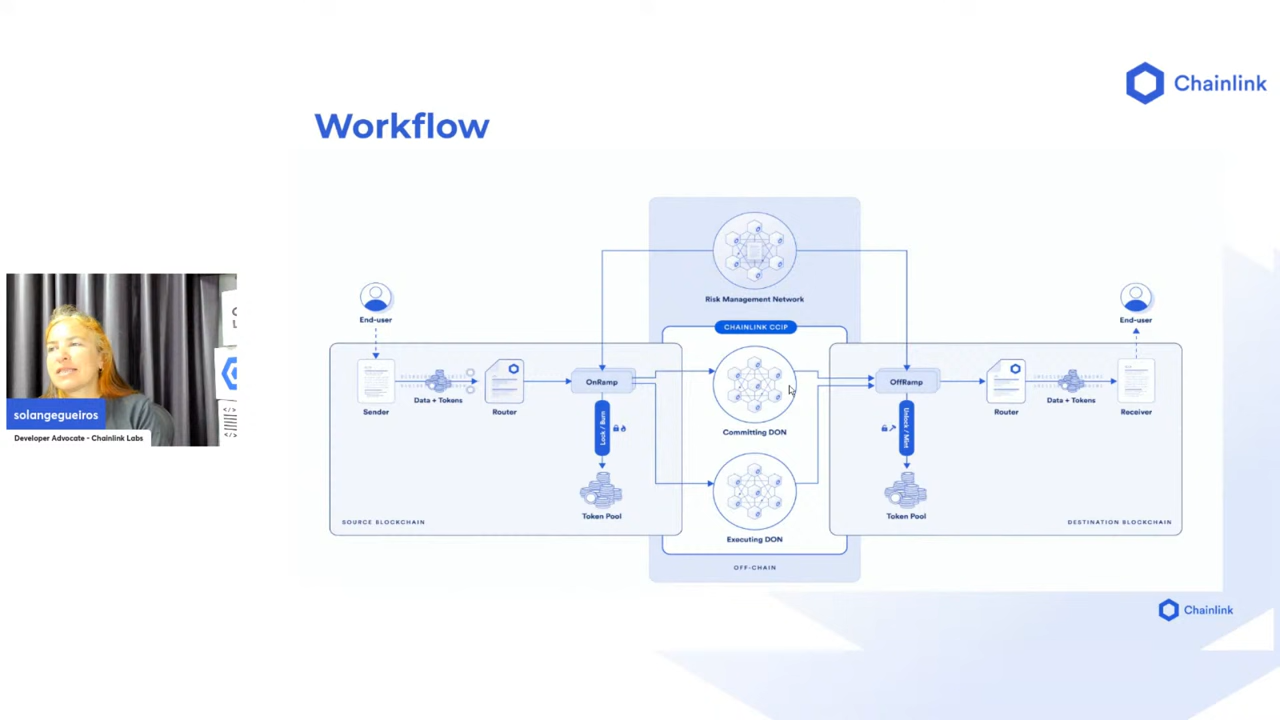 Chainlink
Workflow
Risk Management Network
End-user
End-user
CHAINLINK CCIP
Sender
Data + Tokens
Router
OnRamp
Lock / Burn
Token Pool
SOURCE BLOCKCHAIN
Committing DON
Executing DON
OFF-CHAIN
OffRamp
Unlock / Mint
Token Pool
Router
Data + Tokens
Receiver
DESTINATION BLOCKCHAIN
solangegueiros
Developer Advocate - Chainlink Labs
Chainlink